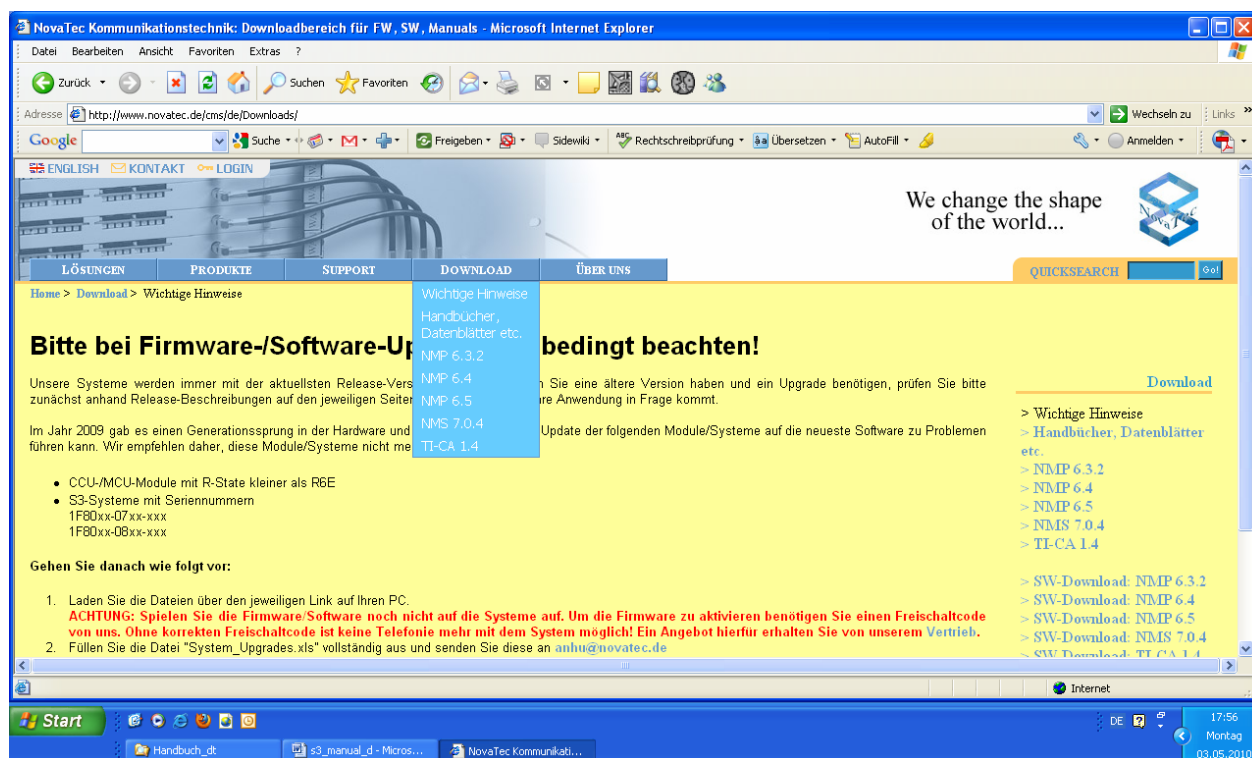 NovaTec Kommunikationstechnik: Downloadbereich für FW, SW, Manuals - Microsoft Internet Explorer
Datei Bearbeiten Ansicht Favoriten Extras ?
Zurück Suchen Favoriten
Adresse http://www.novatec.de/cms/de/Downloads/ Wechseln zu Links »
Google Suche Freigeben Sidewiki Rechtschreibprüfung Übersetzen AutoFill Anmelden
ENGLISH KONTAKT LOGIN
We change the shape
of the world...
NovaTec
LÖSUNGEN PRODUKTE SUPPORT DOWNLOAD ÜBER UNS
QUICKSEARCH Go!
Home > Download > Wichtige Hinweise
Wichtige Hinweise
Handbücher,
Datenblätter etc.
NMP 6.3.2
NMP 6.4
NMP 6.5
NMS 7.0.4
TI-CA 1.4
Bitte bei Firmware-/Software-Up bedingt beachten!
Unsere Systeme werden immer mit der aktuellsten Release-Vers n Sie eine ältere Version haben und ein Upgrade benötigen, prüfen Sie bitte
zunächst anhand Release-Beschreibungen auf den jeweiligen Seiter re Anwendung in Frage kommt.
Im Jahr 2009 gab es einen Generationssprung in der Hardware und Update der folgenden Module/Systeme auf die neueste Software zu Problemen
führen kann. Wir empfehlen daher, diese Module/Systeme nicht me
• CCU-/MCU-Module mit R-State kleiner als R6E
• S3-Systeme mit Seriennummern
1F80xx-07xx-xxx
1F80xx-08xx-xxx
Gehen Sie danach wie folgt vor:
1. Laden Sie die Dateien über den jeweiligen Link auf Ihren PC.
ACHTUNG: Spielen Sie die Firmware/Software noch nicht auf die Systeme auf. Um die Firmware zu aktivieren benötigen Sie einen Freischaltcode
von uns. Ohne korrekten Freischaltcode ist keine Telefonie mehr mit dem System möglich! Ein Angebot hierfür erhalten Sie von unserem Vertrieb.
2. Füllen Sie die Datei "System_Upgrades.xls" vollständig aus und senden Sie diese an anhu@novatec.de
Download
> Wichtige Hinweise
> Handbücher, Datenblätter
etc.
> NMP 6.3.2
> NMP 6.4
> NMP 6.5
> NMS 7.0.4
> TI-CA 1.4
> SW-Download: NMP 6.3.2
> SW-Download: NMP 6.4
> SW-Download: NMP 6.5
> SW-Download: NMS 7.0.4
> SW-Download: TI-CA 1.4
Internet
Start DE 17:56
Handbuch_dt s3_manual_d - Micros... NovaTec Kommunikati... Montag
03.05.2010